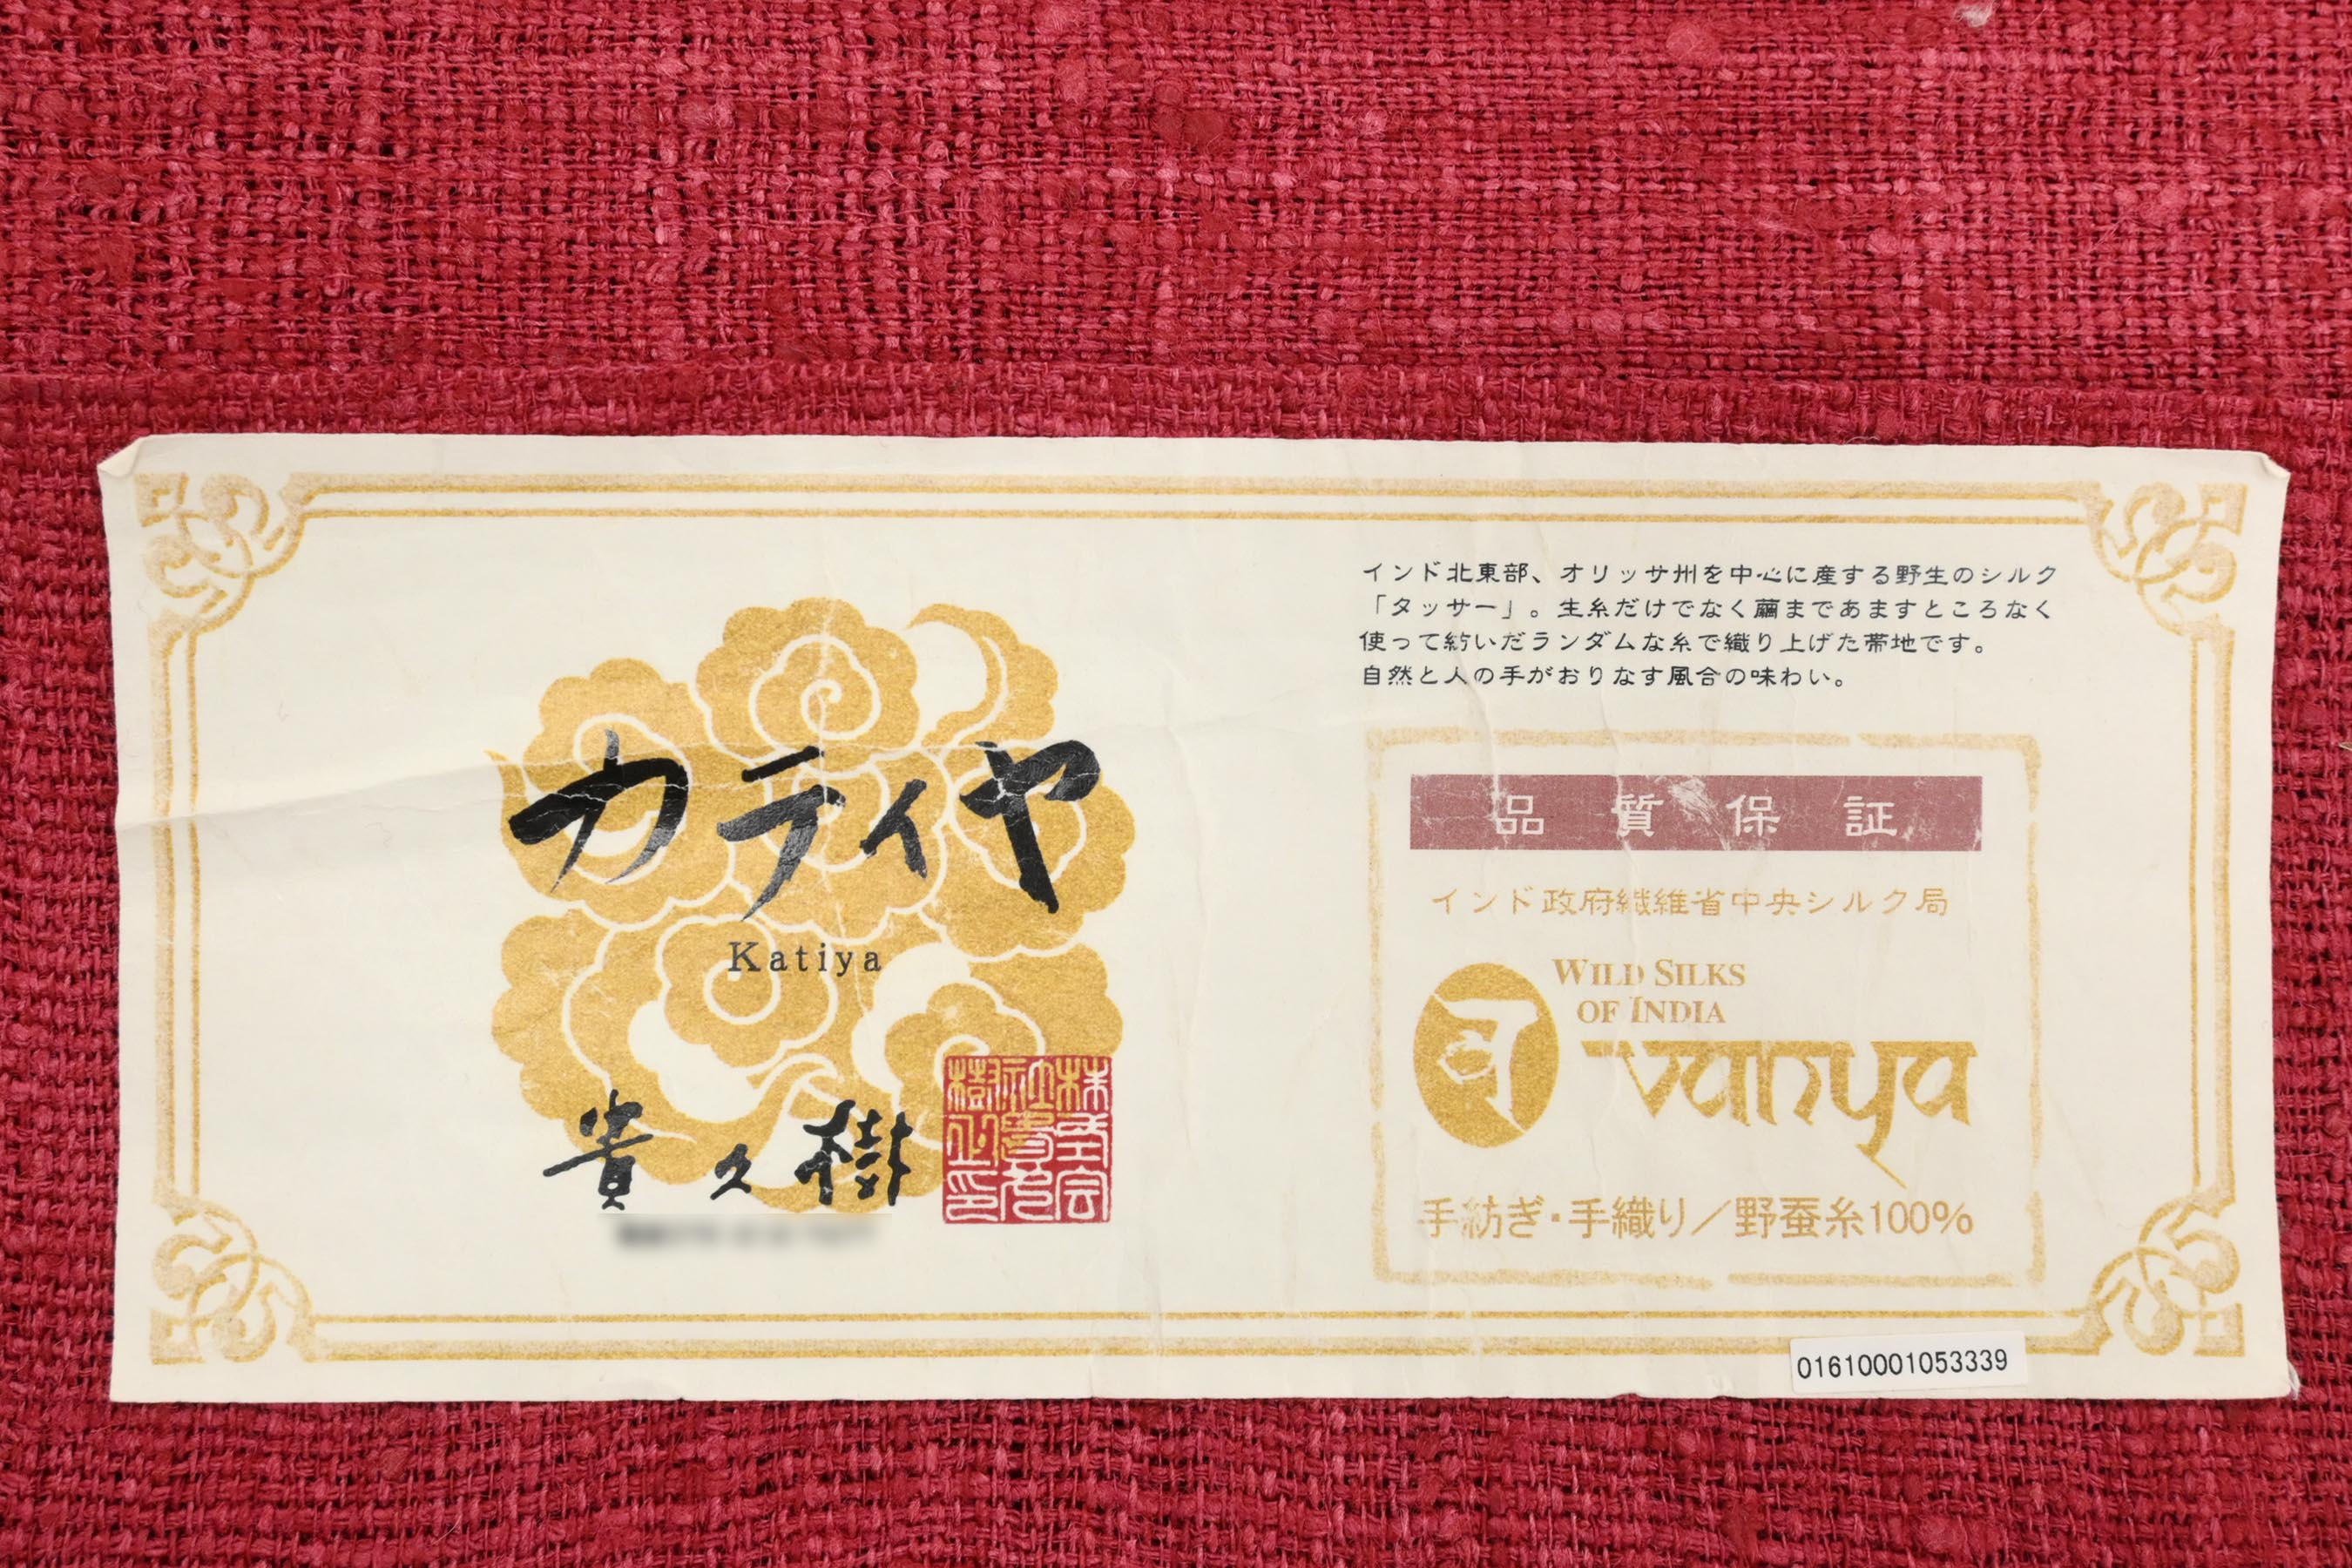 カティヤ
Katiya
貴久樹
インド北東部、オリッサ州を中心に産する野生のシルク
「タッサー」。生糸だけでなく繭まであますところなく
使って紡いだランダムな糸で織り上げた帯地です。
自然と人の手がおりなす風合の味わい。
品質保証
インド政府繊維省中央シルク局
WILD SILKS
OF INDIA
vanya
手紡ぎ・手織り／野蚕糸100%
01610001053339